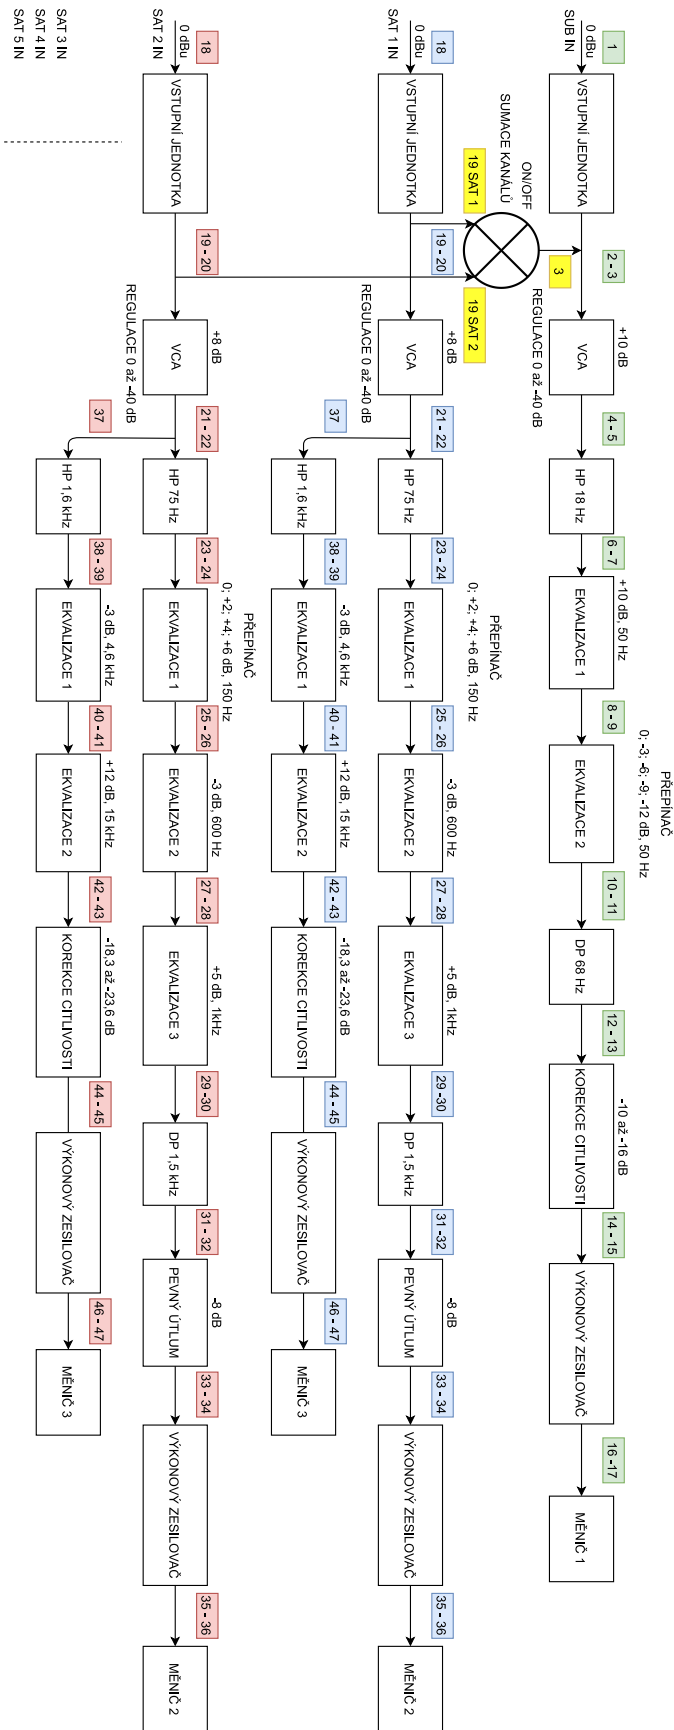 1
0 dBu
SUB IN
VSTUPNÍ JEDNOTKA
2 - 3
+10 dB
VCA
REGULACE 0 až -40 dB
4 - 5
HP 18 Hz
6 - 7
+10 dB, 50 Hz
EKVALIZACE 1
8 - 9
PŘEPÍNAČ
0; -3; -6; -9; -12 dB, 50 Hz
EKVALIZACE 2
10 - 11
DP 68 Hz
12 - 13
-10 až -16 dB
KOREKCE CITLIVOSTI
14 - 15
VÝKONOVÝ ZESILOVAČ
16 -17
MĚNIČ 1
ON/OFF
SUMACE KANÁLŮ
3
19 SAT 1
19 SAT 2
18
0 dBu
SAT 1 IN
VSTUPNÍ JEDNOTKA
19 -
20
+8 dB
VCA
REGULACE 0 až -40 dB
21 - 22
HP 75 Hz
23 - 24
PŘEPÍNAČ
0; +2; +4; +6 dB, 150 Hz
EKVALIZACE 1
25 -
26
-3 dB, 600 Hz
EKVALIZACE 2
27 - 28
+5 dB, 1kHz
EKVALIZACE 3
29 -30
DP 1,5 kHz
31 -32
-8 dB
PEVNÝ ÚTLUM
33 - 34
VÝKONOVÝ ZESILOVAČ
35 - 36
MĚNIČ 2
37
HP 1,6 kHz
38 - 39
-3 dB, 4,6 kHz
EKVALIZACE 1
40 - 41
+12 dB, 15 kHz
EKVALIZACE 2
42 - 43
-18,3 až -23,6 dB
KOREKCE CITLIVOSTI
44 - 45
VÝKONOVÝ ZESILOVAČ
46 - 47
MĚNIČ 3
18
0 dBu
SAT 2 IN
VSTUPNÍ JEDNOTKA
19 -
20
+8 dB
VCA
REGULACE 0 až -40 dB
21 - 22
HP 75 Hz
23 - 24
PŘEPÍNAČ
0; +2; +4; +6 dB, 150 Hz
EKVALIZACE 1
25 -
26
-3 dB, 600 Hz
EKVALIZACE 2
27 - 28
+5 dB, 1kHz
EKVALIZACE 3
29 -30
DP 1,5 kHz
31 - 32
-8 dB
PEVNÝ ÚTLUM
33 - 34
VÝKONOVÝ ZESILOVAČ
35 -
36
MĚNIČ 2
37
HP 1,6 kHz
38 -
39
-3 dB, 4,6 kHz
EKVALIZACE 1
40 -
41
+12 dB, 15 kHz
EKVALIZACE 2
42 -
43
-18,3 až -23,6 dB
KOREKCE CITLIVOSTI
44 -
45
VÝKONOVÝ ZESILOVAČ
46 -
47
MĚNIČ 3
SAT 3 IN
SAT 4 IN
SAT 5 IN